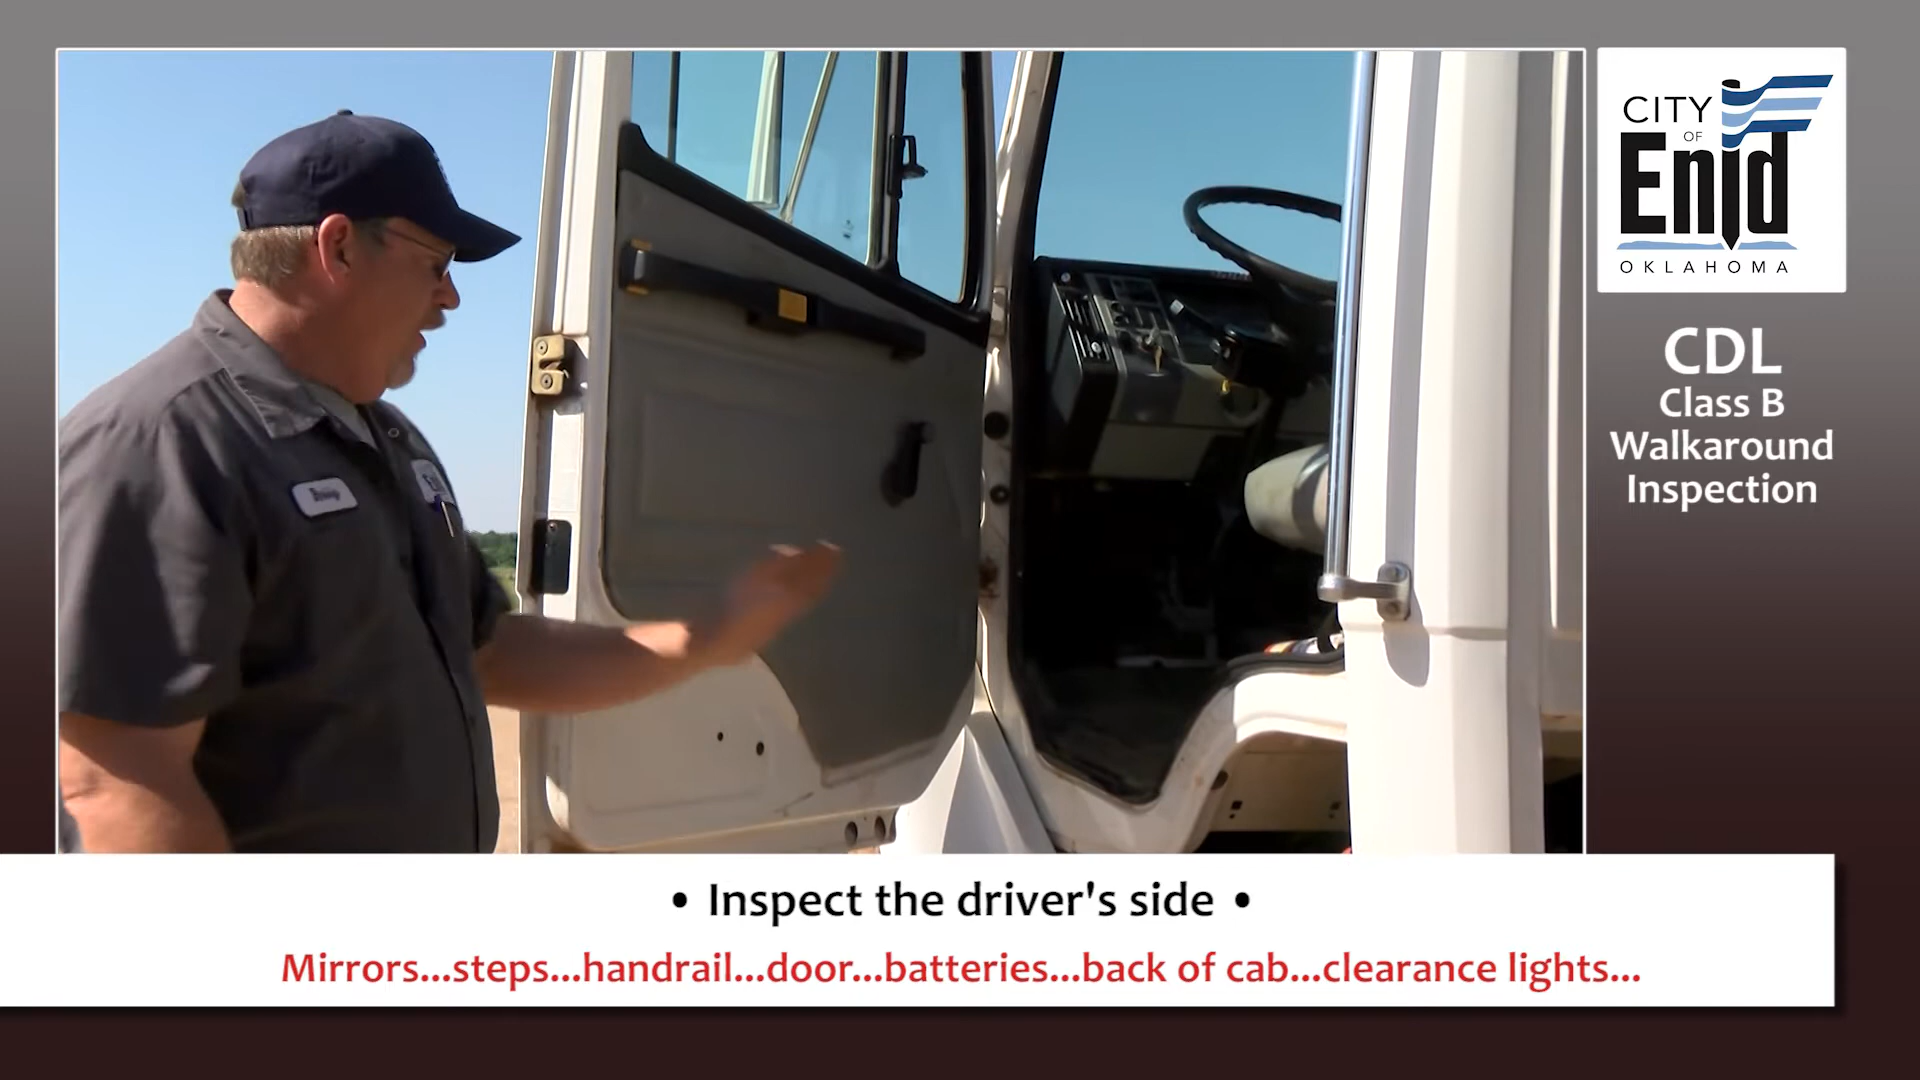 CITY
OF
Enid
OKLAHOMA
CDL
Class B
Walkaround
Inspection
• Inspect the driver's side •
Mirrors...steps...handrail...door...batteries...back of cab...clearance lights...